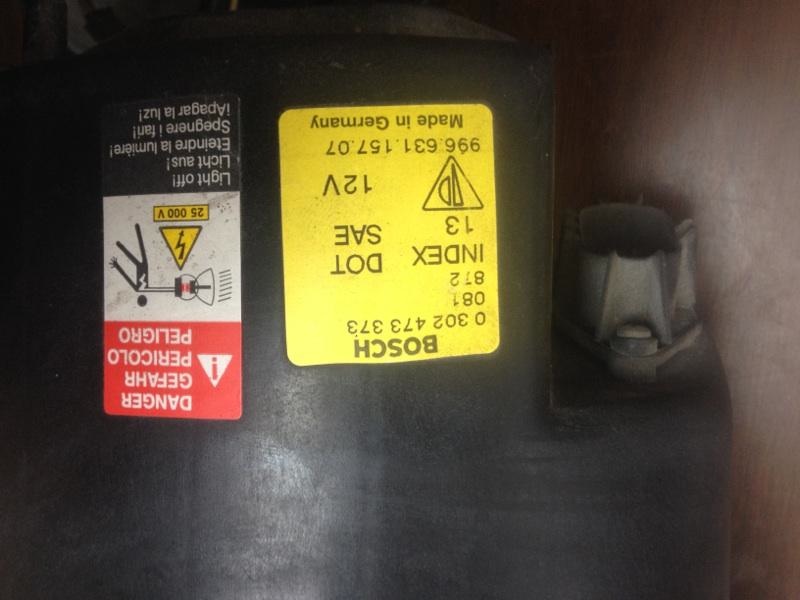 BOSCH
0 302 473 373
081
872
INDEX DOT
13 SAE
12V
996.631.157.07
Made in Germany
DANGER
GEFAHR
PERICOLO
PELIGRO
25 000 V
Light off!
Licht aus!
Eteindre la lumière!
Spegnere i fari!
¡Apagar la luz!